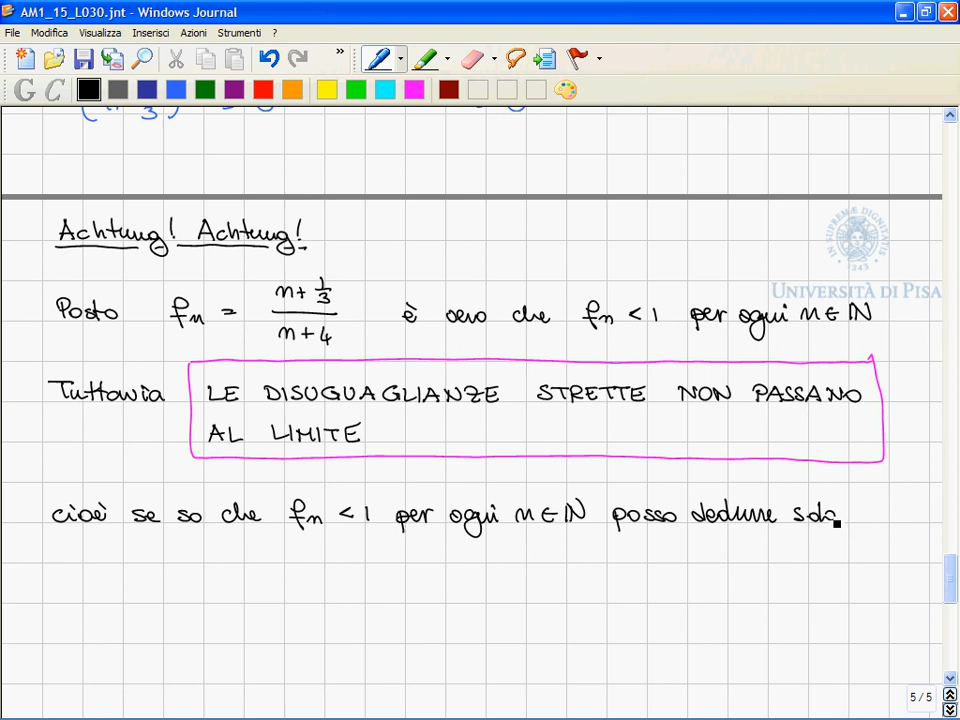 AM1_15_L030.jnt - Windows Journal
File Modifica Visualizza Inserisci Azioni Strumenti ?
G C
Achtung! Achtung!
Posto fn = (n + 1/3) / (n + 4) è vero che fn < 1 per ogni n ∈ ℕ
UNIVERSITÀ DI PISA
Tuttavia LE DISUGUAGLIANZE STRETTE NON PASSANO
AL LIMITE
cioè se so che fn < 1 per ogni n ∈ ℕ posso dedurre solo
5 / 5